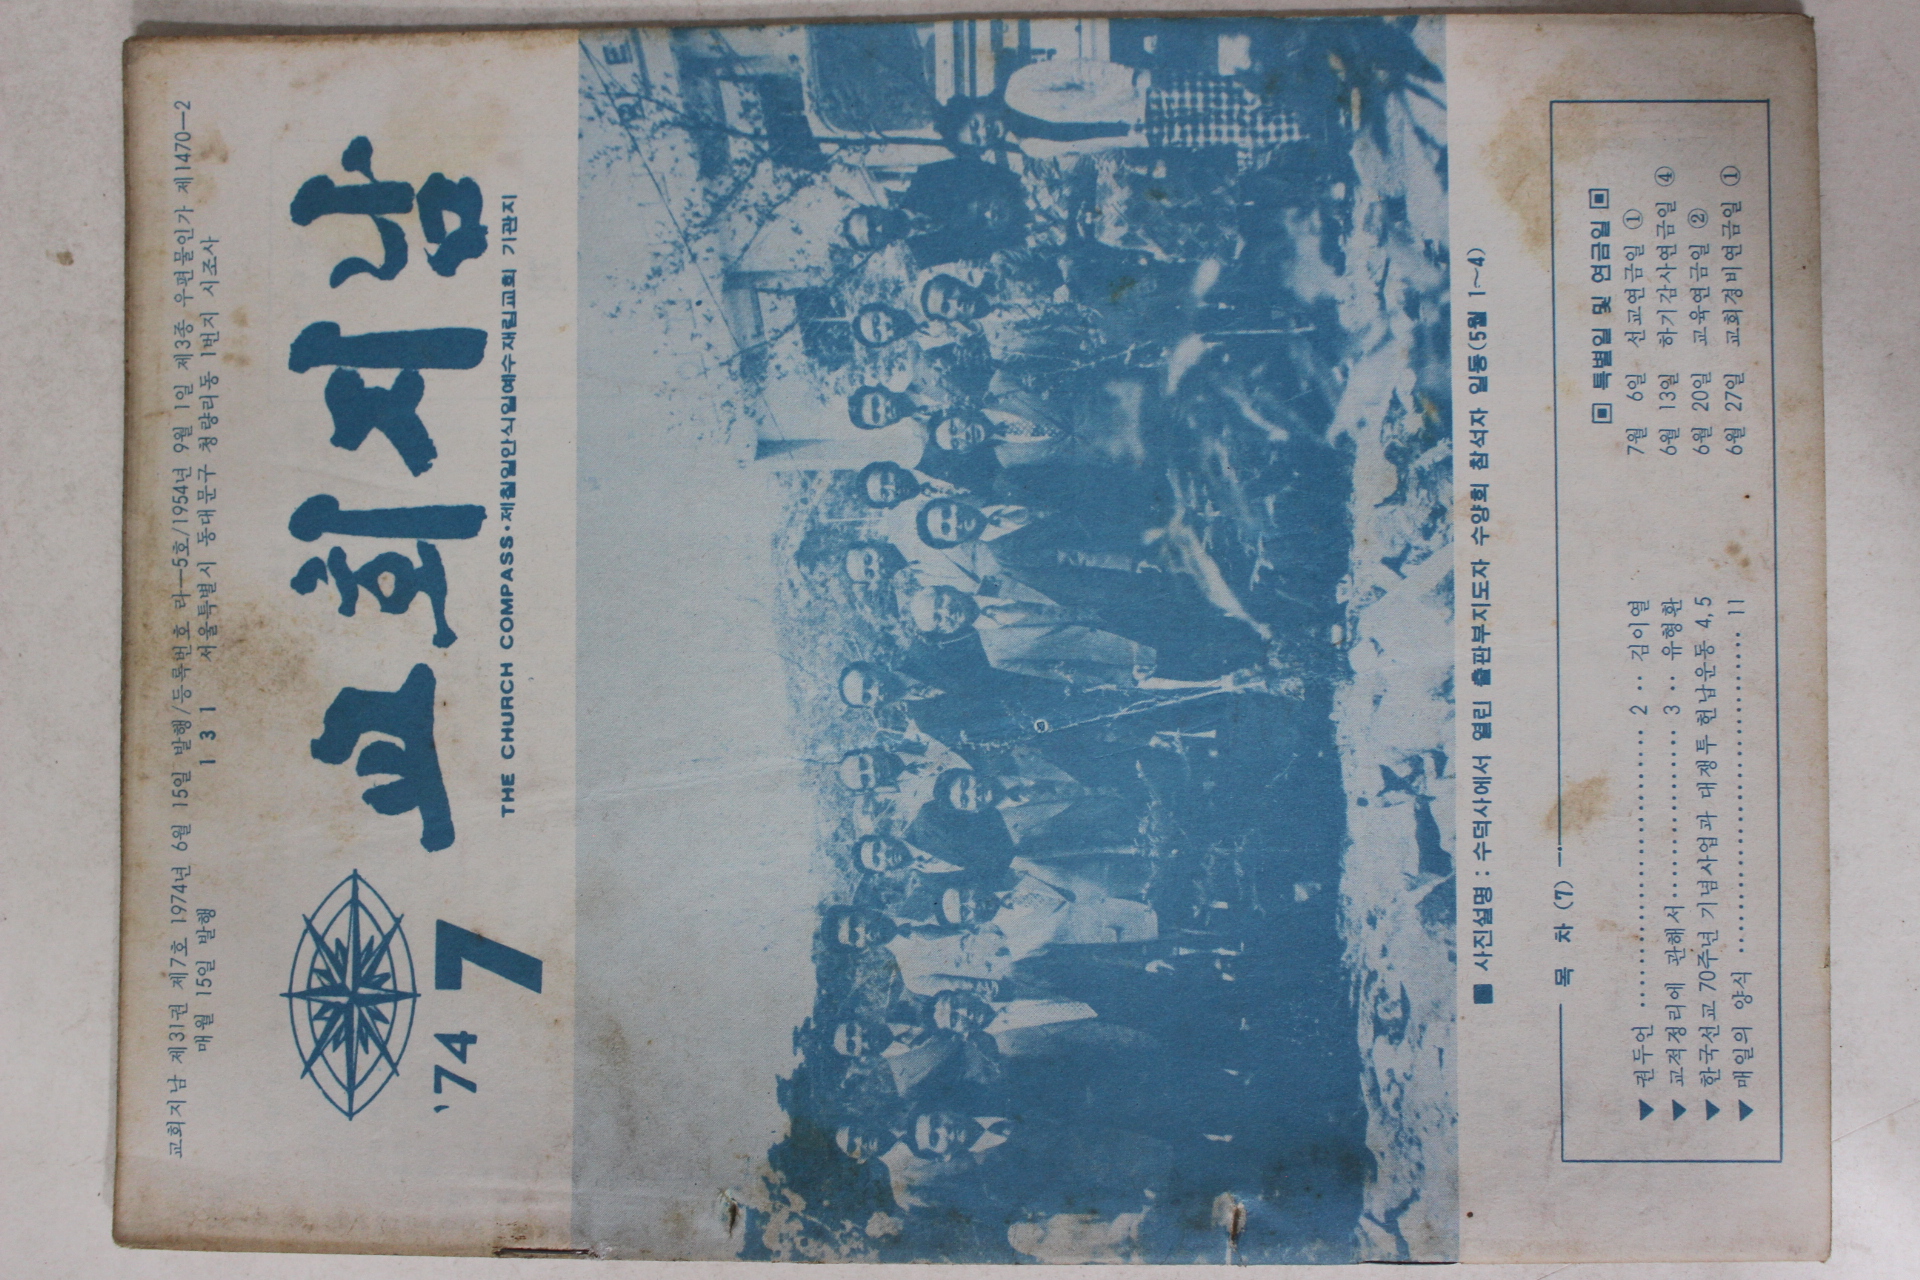 교회지남 제31권 제7호 1974년 6월 15일 발행/등록번호 라—5호/1954년 9월 1일 제3종 우편물인가 제1470—2
매월 15일 발행 131 서울특별시 동대문구 청량리동 1번지 시조사
교회지남
'74 7
THE CHURCH COMPASS·제칠일안식일예수재림교회 기관지
■ 사진설명 : 수덕사에서 열린 출판부지도자 수양회 참석자 일동(5월 1~4)
목 차 (7)
▼ 권두언 ……… 2 ‥ 김이열
▼ 교적정리에 관해서 ……… 3 ‥ 유형환
▼ 한국선교 70주년 기념사업과 대쟁투 헌납운동 4,5
▼ 매일의 양식 ……… 11
▣ 특별일 및 연금일 ▣
7월 6일 선교연금일 ①
6월 13일 하기감사연금일 ④
6월 20일 교육연금일 ②
6월 27일 교회경비연금일 ①